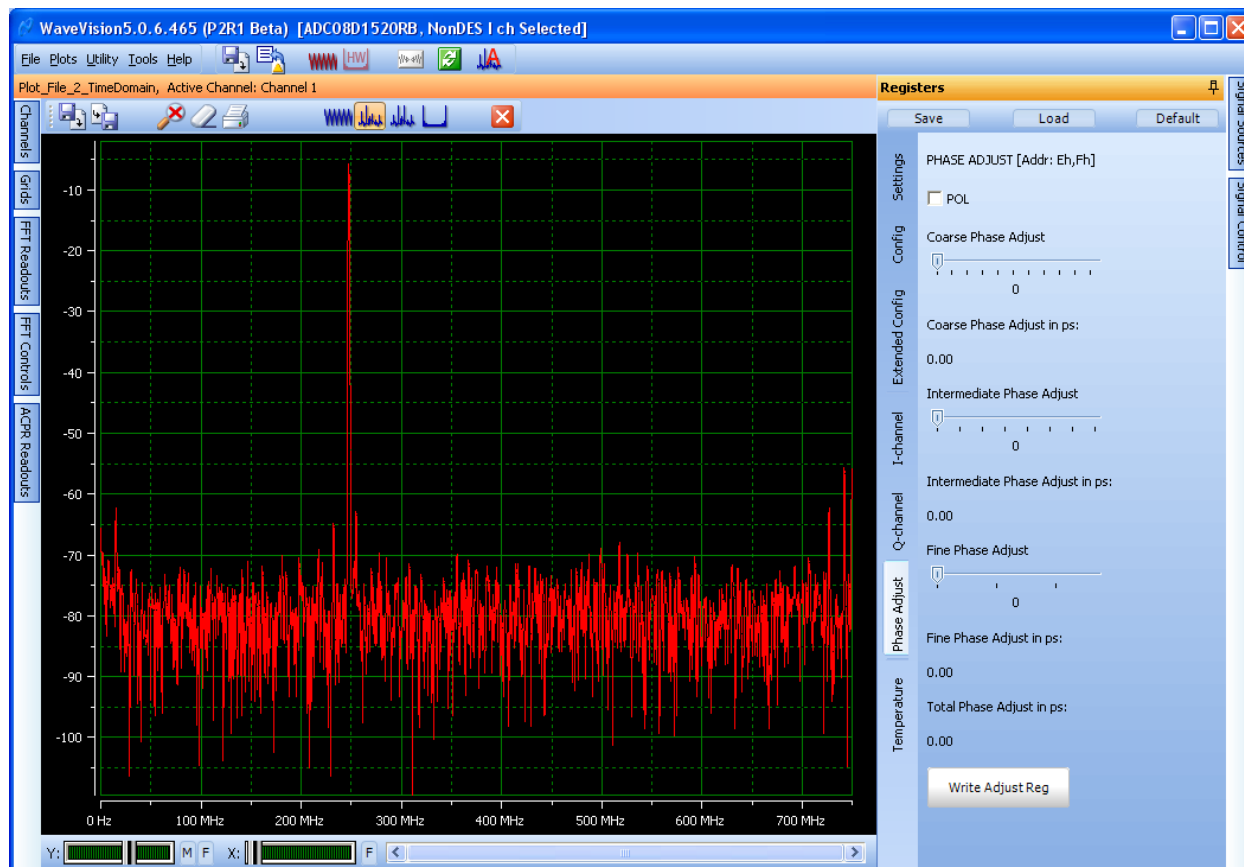 WaveVision5.0.6.465 (P2R1 Beta) [ADC08D1520RB, NonDES I ch Selected]
File Plots Utility Tools Help
HW
A
Plot_File_2_TimeDomain, Active Channel: Channel 1
Channels
Grids
FFT Readouts
FFT Controls
ACPR Readouts
-10
-20
-30
-40
-50
-60
-70
-80
-90
-100
0 Hz 100 MHz 200 MHz 300 MHz 400 MHz 500 MHz 600 MHz 700 MHz
Y: M F X: F
Registers
Save Load Default
Settings
Config
Extended Config
I-channel
Q-channel
Phase Adjust
Temperature
PHASE ADJUST [Addr: Eh,Fh]
POL
Coarse Phase Adjust
0
Coarse Phase Adjust in ps:
0.00
Intermediate Phase Adjust
0
Intermediate Phase Adjust in ps:
0.00
Fine Phase Adjust
0
Fine Phase Adjust in ps:
0.00
Total Phase Adjust in ps:
0.00
Write Adjust Reg
Signal Sources
Signal Control